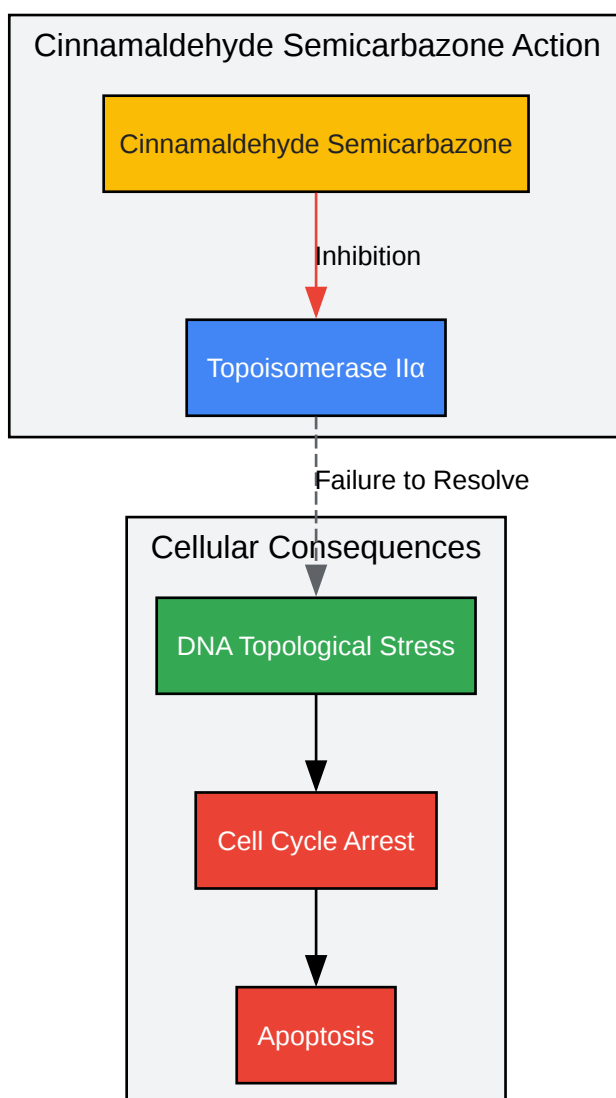 Cinnamaldehyde Semicarbazone Action
Cinnamaldehyde Semicarbazone
Inhibition
Topoisomerase IIα
Failure to Resolve
Cellular Consequences
DNA Topological Stress
Cell Cycle Arrest
Apoptosis